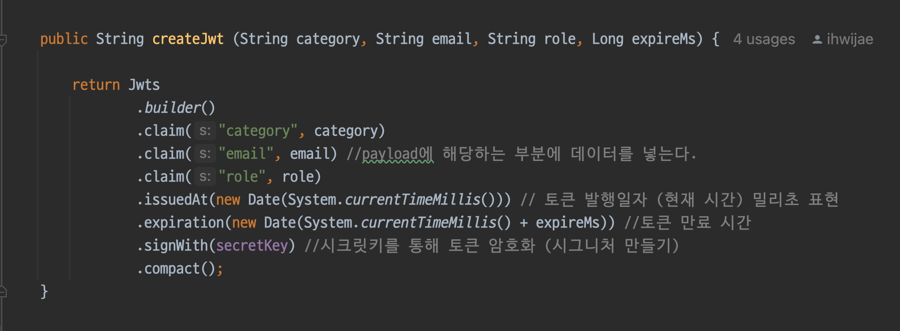 public String createJwt (String category, String email, String role, Long expireMs) { 4 usages ihwijae
return Jwts
.builder()
.claim( s: "category", category)
.claim( s: "email", email) //payload에 해당하는 부분에 데이터를 넣는다.
.claim( s: "role", role)
.issuedAt(new Date(System.currentTimeMillis())) // 토큰 발행일자 (현재 시간) 밀리초 표현
.expiration(new Date(System.currentTimeMillis() + expireMs)) //토큰 만료 시간
.signWith(secretKey) //시크릿키를 통해 토큰 암호화 (시그니처 만들기)
.compact();
}